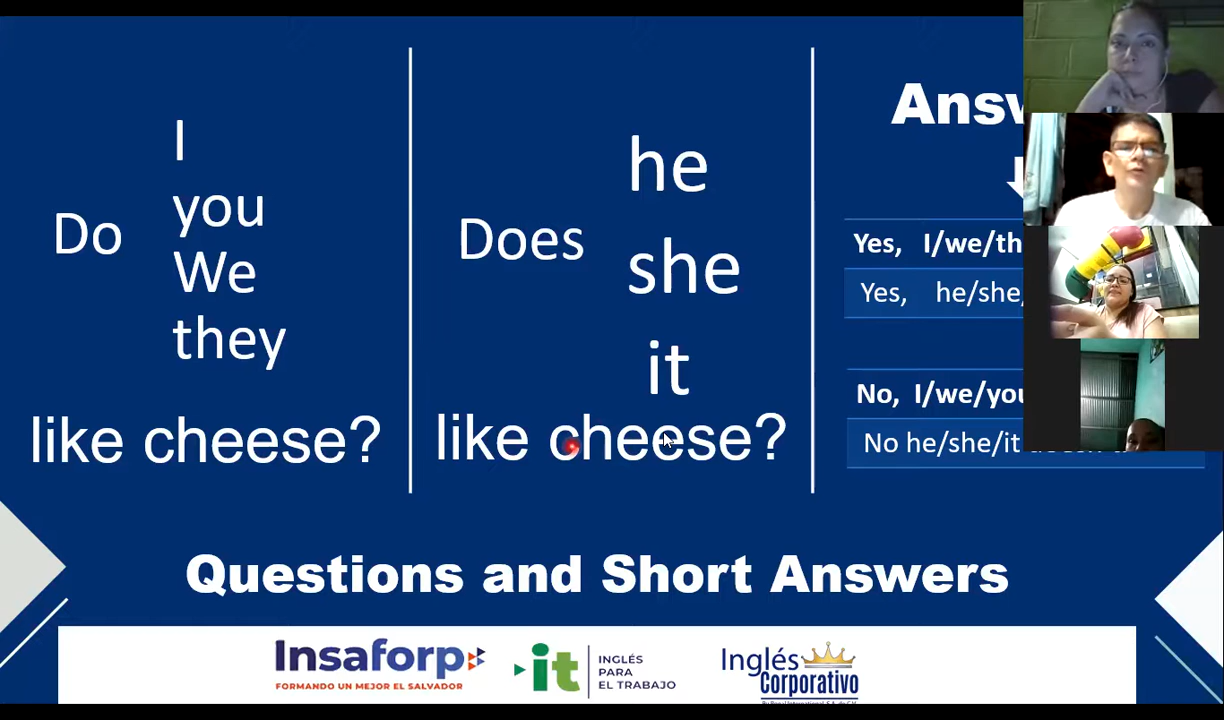 I
you
Do
We
they
like cheese?
he
Does
she
it
like cheese?
Yes, I/we/th
Yes, he/she/
No, I/we/you
No he/she/it
Questions and Short Answers
Insaforp
FORMANDO UN MEJOR EL SALVADOR
it
INGLÉS
PARA
EL TRABAJO
Inglés
Corporativo